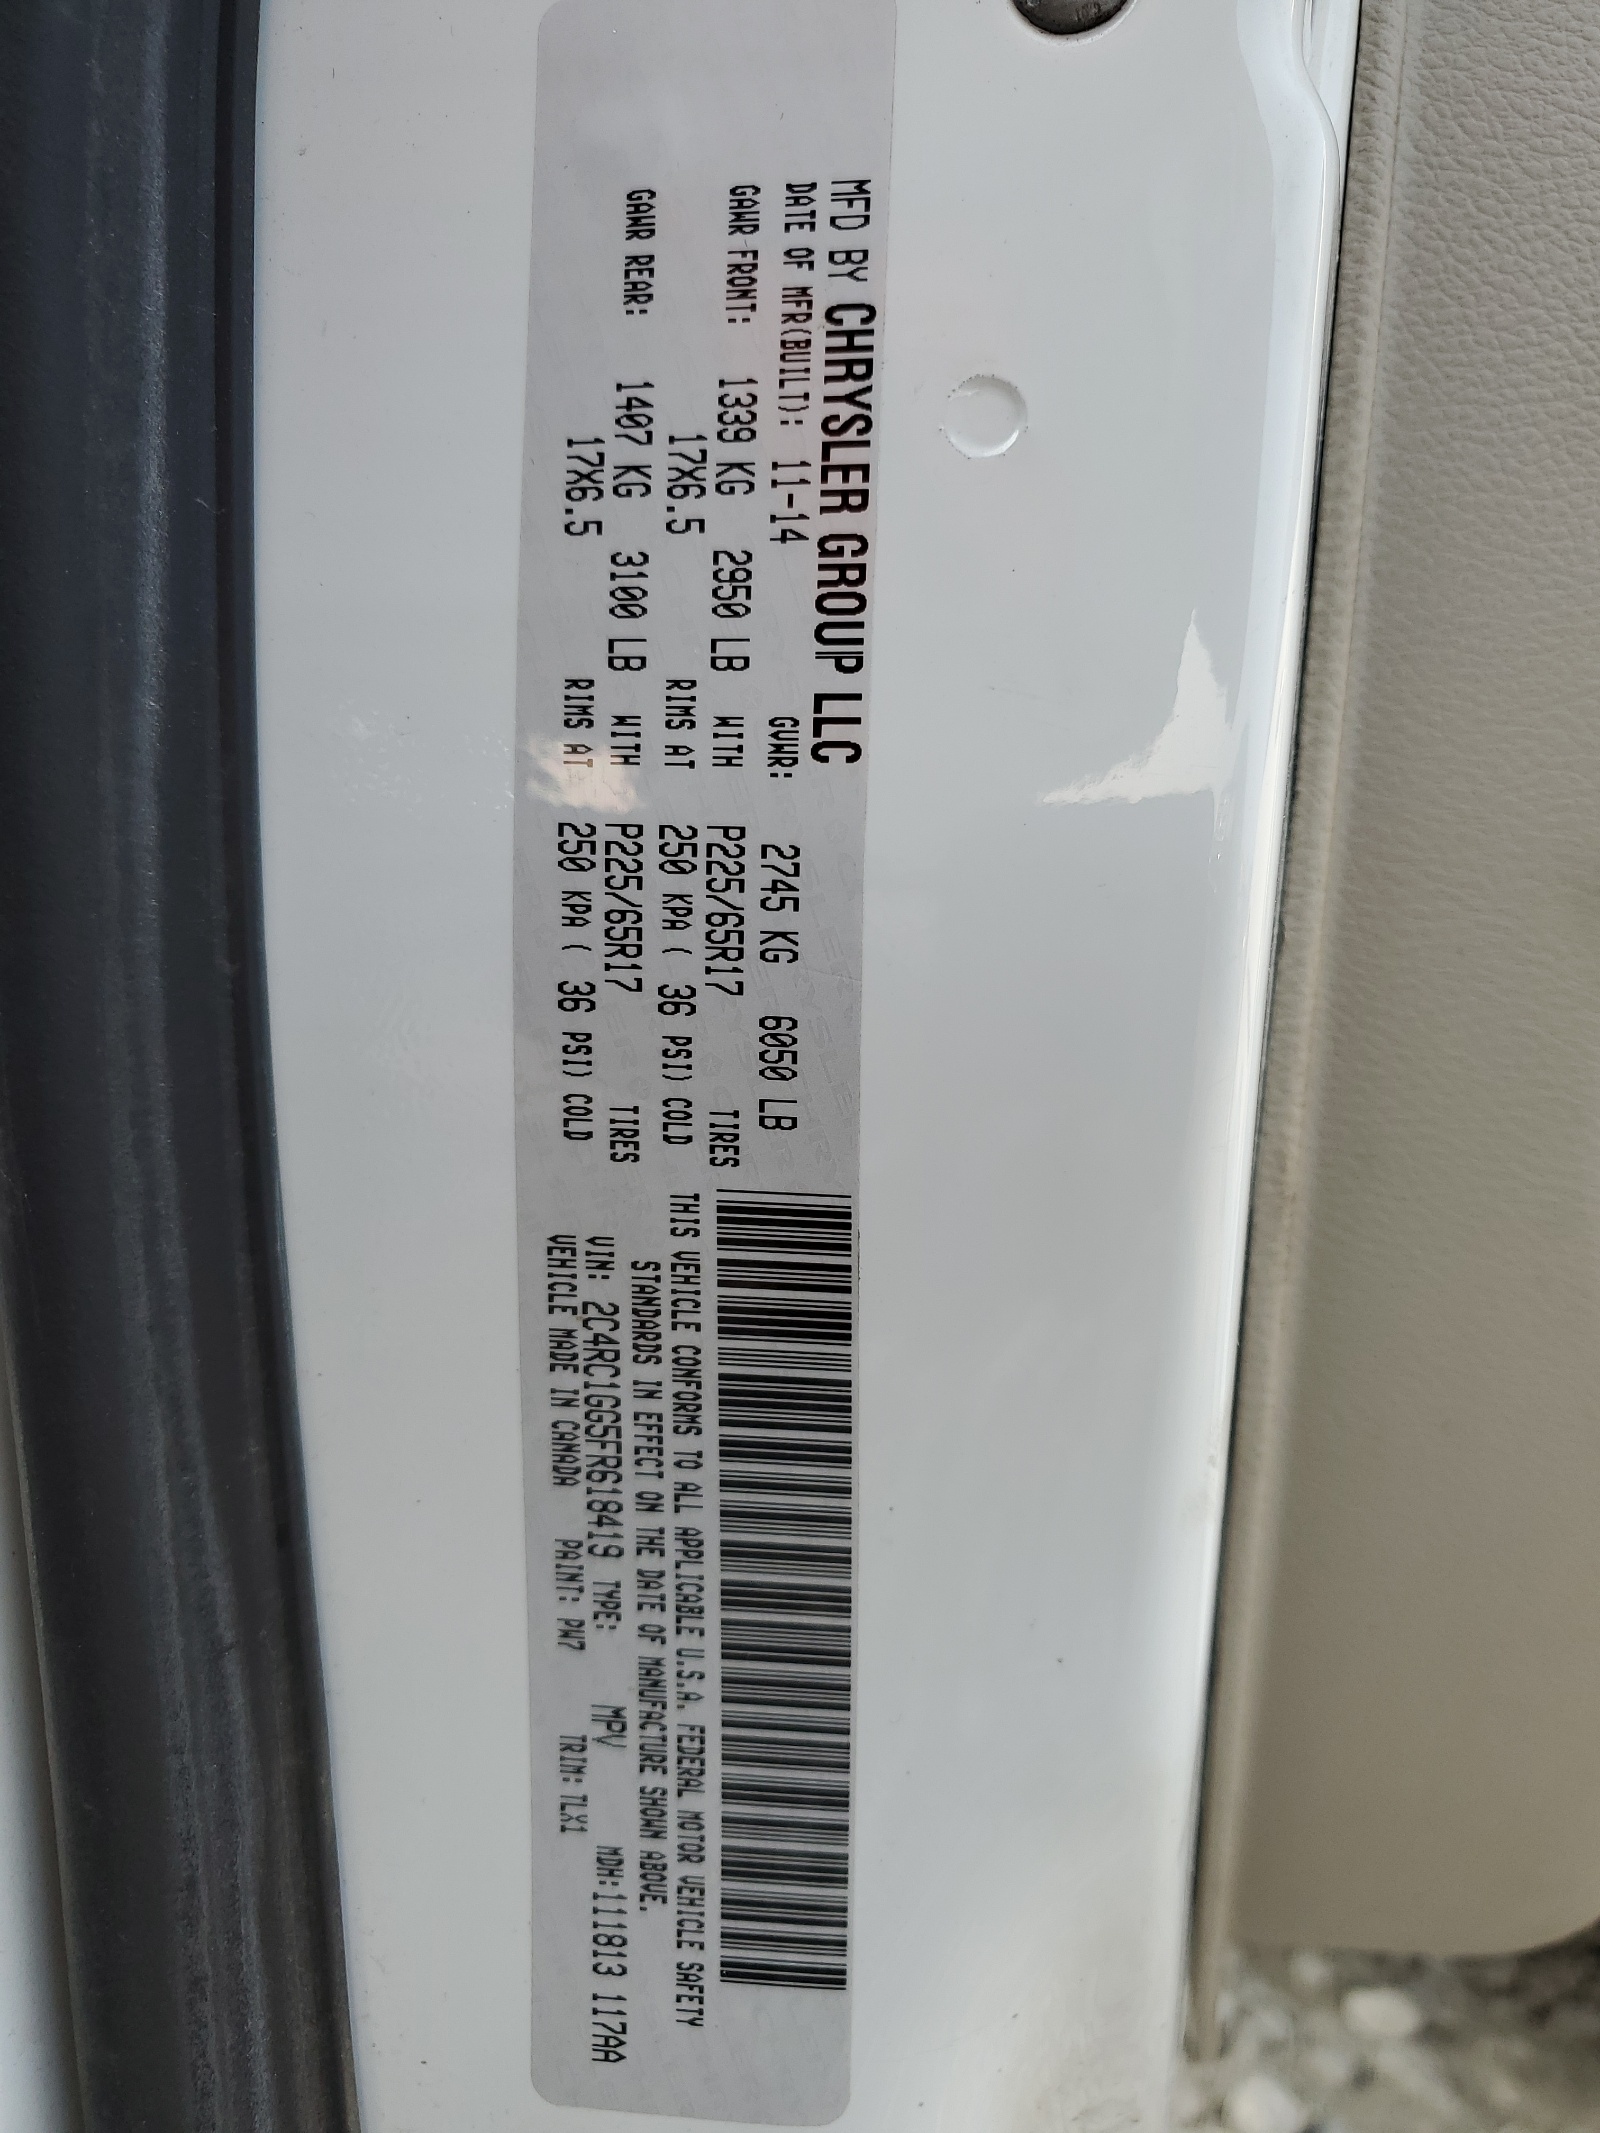 MFD BY CHRYSLER GROUP LLC
DATE OF MFR(BUILT): 11-14 GVWR: 2745 KG 6050 LB
GAWR FRONT: 1339 KG 2950 LB WITH P225/65R17 TIRES
17X6.5 RIMS AT 250 KPA ( 36 PSI) COLD
GAWR REAR: 1407 KG 3100 LB WITH P225/65R17 TIRES
17X6.5 RIMS AT 250 KPA ( 36 PSI) COLD
THIS VEHICLE CONFORMS TO ALL APPLICABLE U.S.A. FEDERAL MOTOR VEHICLE SAFETY
STANDARDS IN EFFECT ON THE DATE OF MANUFACTURE SHOWN ABOVE.
VIN: 2C4RC1GG5FR618419 TYPE: MPV MDH:111813 117AA
VEHICLE MADE IN CANADA PAINT: PW7 TRIM: TLX1